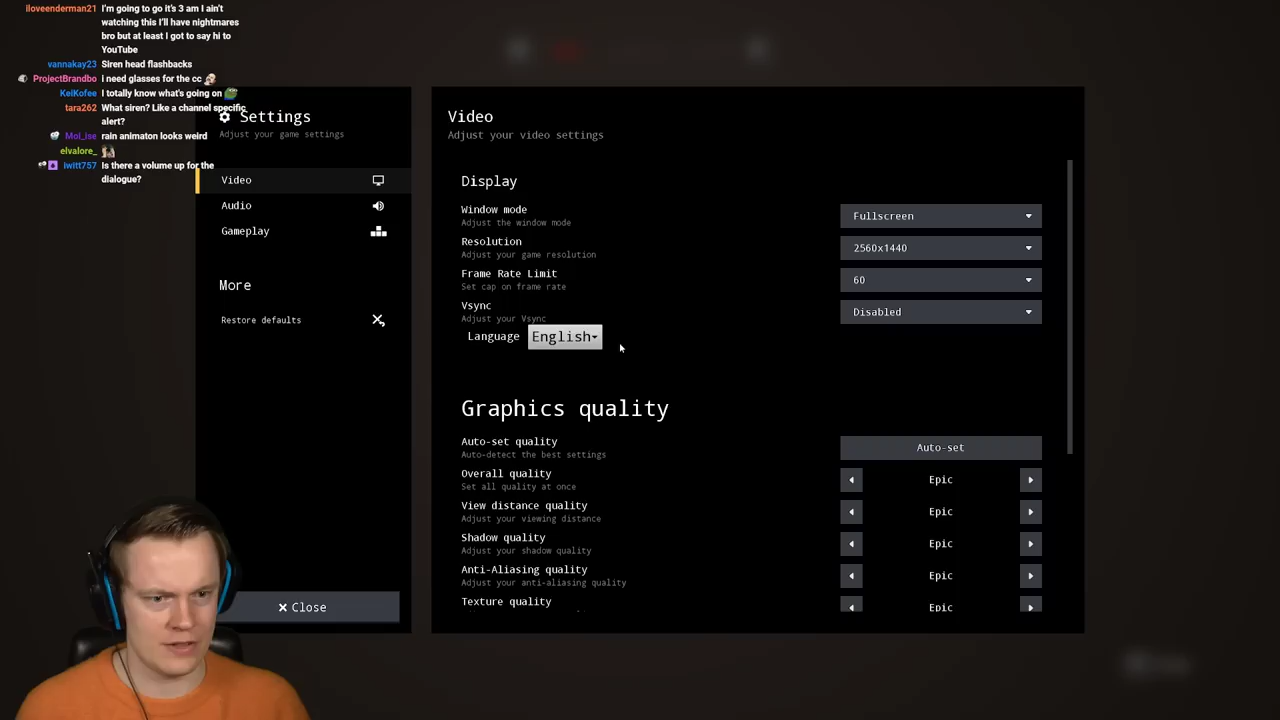 iloveenderman21 I'm going to go it's 3 am I ain't
watching this I'll have nightmares
bro but at least I got to say hi to
YouTube
vannakay23 Siren head flashbacks
ProjectBrandbo i need glasses for the cc
KeiKofee I totally know what's going on
tara262 What siren? Like a channel specific
alert?
Moi_ise rain animaton looks weird
elvalore_
iwitt757 Is there a volume up for the
dialogue?
Settings
Adjust your game settings
Video
Audio
Gameplay
More
Restore defaults
Close
Video
Adjust your video settings
Display
Window mode
Adjust the window mode
Fullscreen
Resolution
Adjust your game resolution
2560x1440
Frame Rate Limit
Set cap on frame rate
60
Vsync
Adjust your Vsync
Disabled
Language English
Graphics quality
Auto-set quality
Auto-detect the best settings
Auto-set
Overall quality
Set all quality at once
Epic
View distance quality
Adjust your viewing distance
Epic
Shadow quality
Adjust your shadow quality
Epic
Anti-Aliasing quality
Adjust your anti-aliasing quality
Epic
Texture quality
Epic